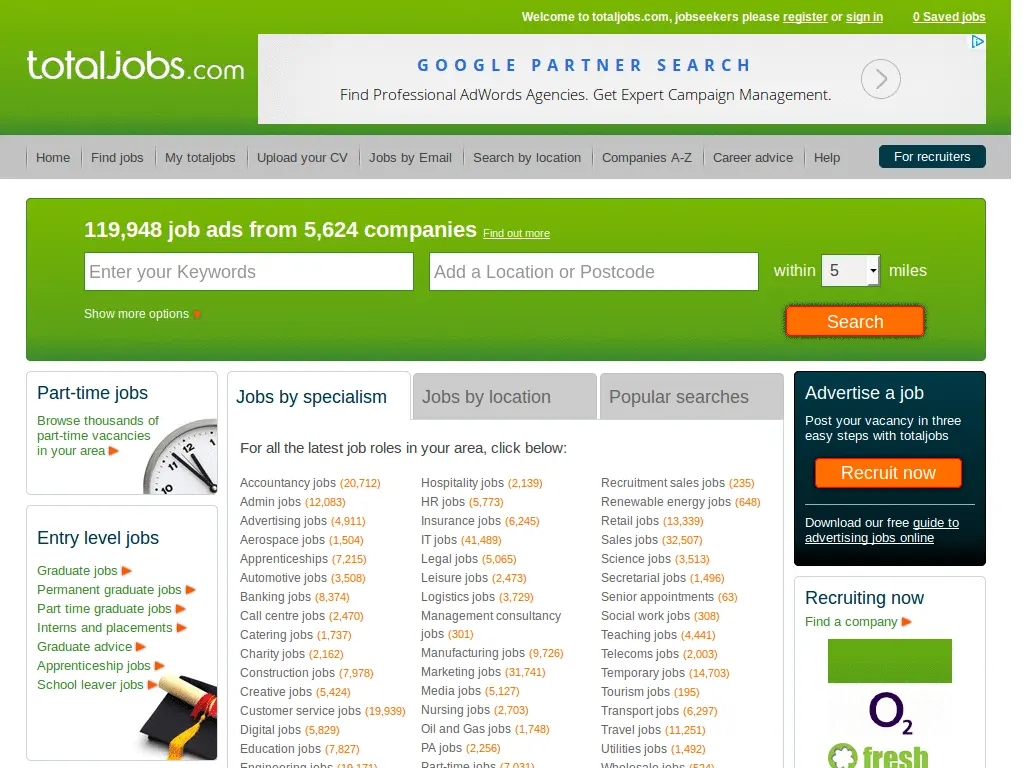 Welcome to totaljobs.com, jobseekers please register or sign in
0 Saved jobs
totaljobs.com
GOOGLE PARTNER SEARCH
Find Professional AdWords Agencies. Get Expert Campaign Management.
Home
Find jobs
My totaljobs
Upload your CV
Jobs by Email
Search by location
Companies A-Z
Career advice
Help
For recruiters
119,948 job ads from 5,624 companies Find out more
Enter your Keywords
Add a Location or Postcode
within 5 miles
Show more options
Search
Part-time jobs
Browse thousands of
part-time vacancies
in your area
12
11
10
1
Entry level jobs
Graduate jobs
Permanent graduate jobs
Part time graduate jobs
Interns and placements
Graduate advice
Apprenticeship jobs
School leaver jobs
Jobs by specialism
Jobs by location
Popular searches
For all the latest job roles in your area, click below:
Accountancy jobs (20,712)
Admin jobs (12,083)
Advertising jobs (4,911)
Aerospace jobs (1,504)
Apprenticeships (7,215)
Automotive jobs (3,508)
Banking jobs (8,374)
Call centre jobs (2,470)
Catering jobs (1,737)
Charity jobs (2,162)
Construction jobs (7,978)
Creative jobs (5,424)
Customer service jobs (19,939)
Digital jobs (5,829)
Education jobs (7,827)
Engineering jobs (19,171)
Hospitality jobs (2,139)
HR jobs (5,773)
Insurance jobs (6,245)
IT jobs (41,489)
Legal jobs (5,065)
Leisure jobs (2,473)
Logistics jobs (3,729)
Management consultancy
jobs (301)
Manufacturing jobs (9,726)
Marketing jobs (31,741)
Media jobs (5,127)
Nursing jobs (2,703)
Oil and Gas jobs (1,748)
PA jobs (2,256)
Part-time jobs (7,031)
Recruitment sales jobs (235)
Renewable energy jobs (648)
Retail jobs (13,339)
Sales jobs (32,507)
Science jobs (3,513)
Secretarial jobs (1,496)
Senior appointments (63)
Social work jobs (308)
Teaching jobs (4,441)
Telecoms jobs (2,003)
Temporary jobs (14,703)
Tourism jobs (195)
Transport jobs (6,297)
Travel jobs (11,251)
Utilities jobs (1,492)
Wholesale jobs (524)
Advertise a job
Post your vacancy in three
easy steps with totaljobs
Recruit now
Download our free guide to
advertising jobs online
Recruiting now
Find a company
O2
fresh